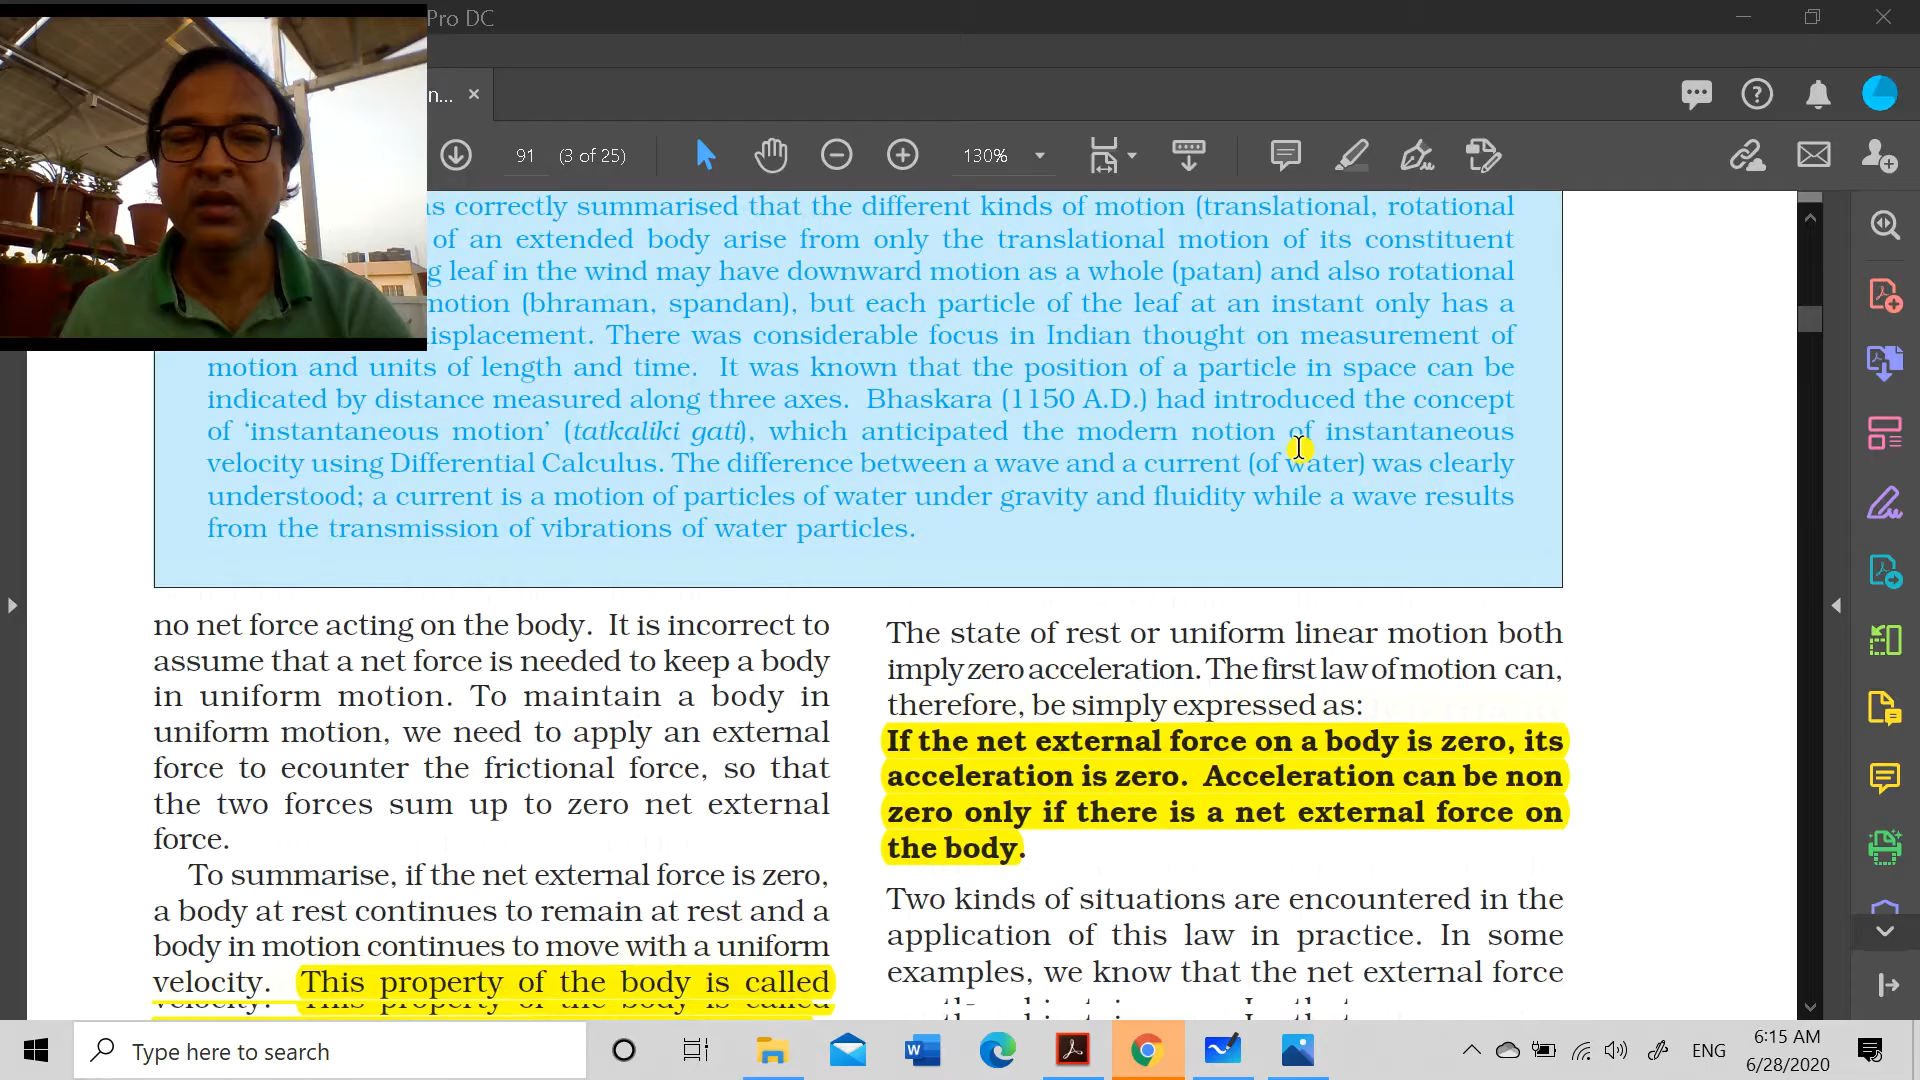 Pro DC
n...
91 (3 of 25)
130%
s correctly summarised that the different kinds of motion (translational, rotational
of an extended body arise from only the translational motion of its constituent
g leaf in the wind may have downward motion as a whole (patan) and also rotational
motion (bhraman, spandan), but each particle of the leaf at an instant only has a
isplacement. There was considerable focus in Indian thought on measurement of
motion and units of length and time. It was known that the position of a particle in space can be
indicated by distance measured along three axes. Bhaskara (1150 A.D.) had introduced the concept
of ‘instantaneous motion’ (tatkaliki gati), which anticipated the modern notion of instantaneous
velocity using Differential Calculus. The difference between a wave and a current (of water) was clearly
understood; a current is a motion of particles of water under gravity and fluidity while a wave results
from the transmission of vibrations of water particles.
no net force acting on the body. It is incorrect to
assume that a net force is needed to keep a body
in uniform motion. To maintain a body in
uniform motion, we need to apply an external
force to ecounter the frictional force, so that
the two forces sum up to zero net external
force.
To summarise, if the net external force is zero,
a body at rest continues to remain at rest and a
body in motion continues to move with a uniform
velocity. This property of the body is called
The state of rest or uniform linear motion both
imply zero acceleration. The first law of motion can,
therefore, be simply expressed as:
If the net external force on a body is zero, its
acceleration is zero. Acceleration can be non
zero only if there is a net external force on
the body.
Two kinds of situations are encountered in the
application of this law in practice. In some
examples, we know that the net external force
Type here to search
ENG
6:15 AM
6/28/2020